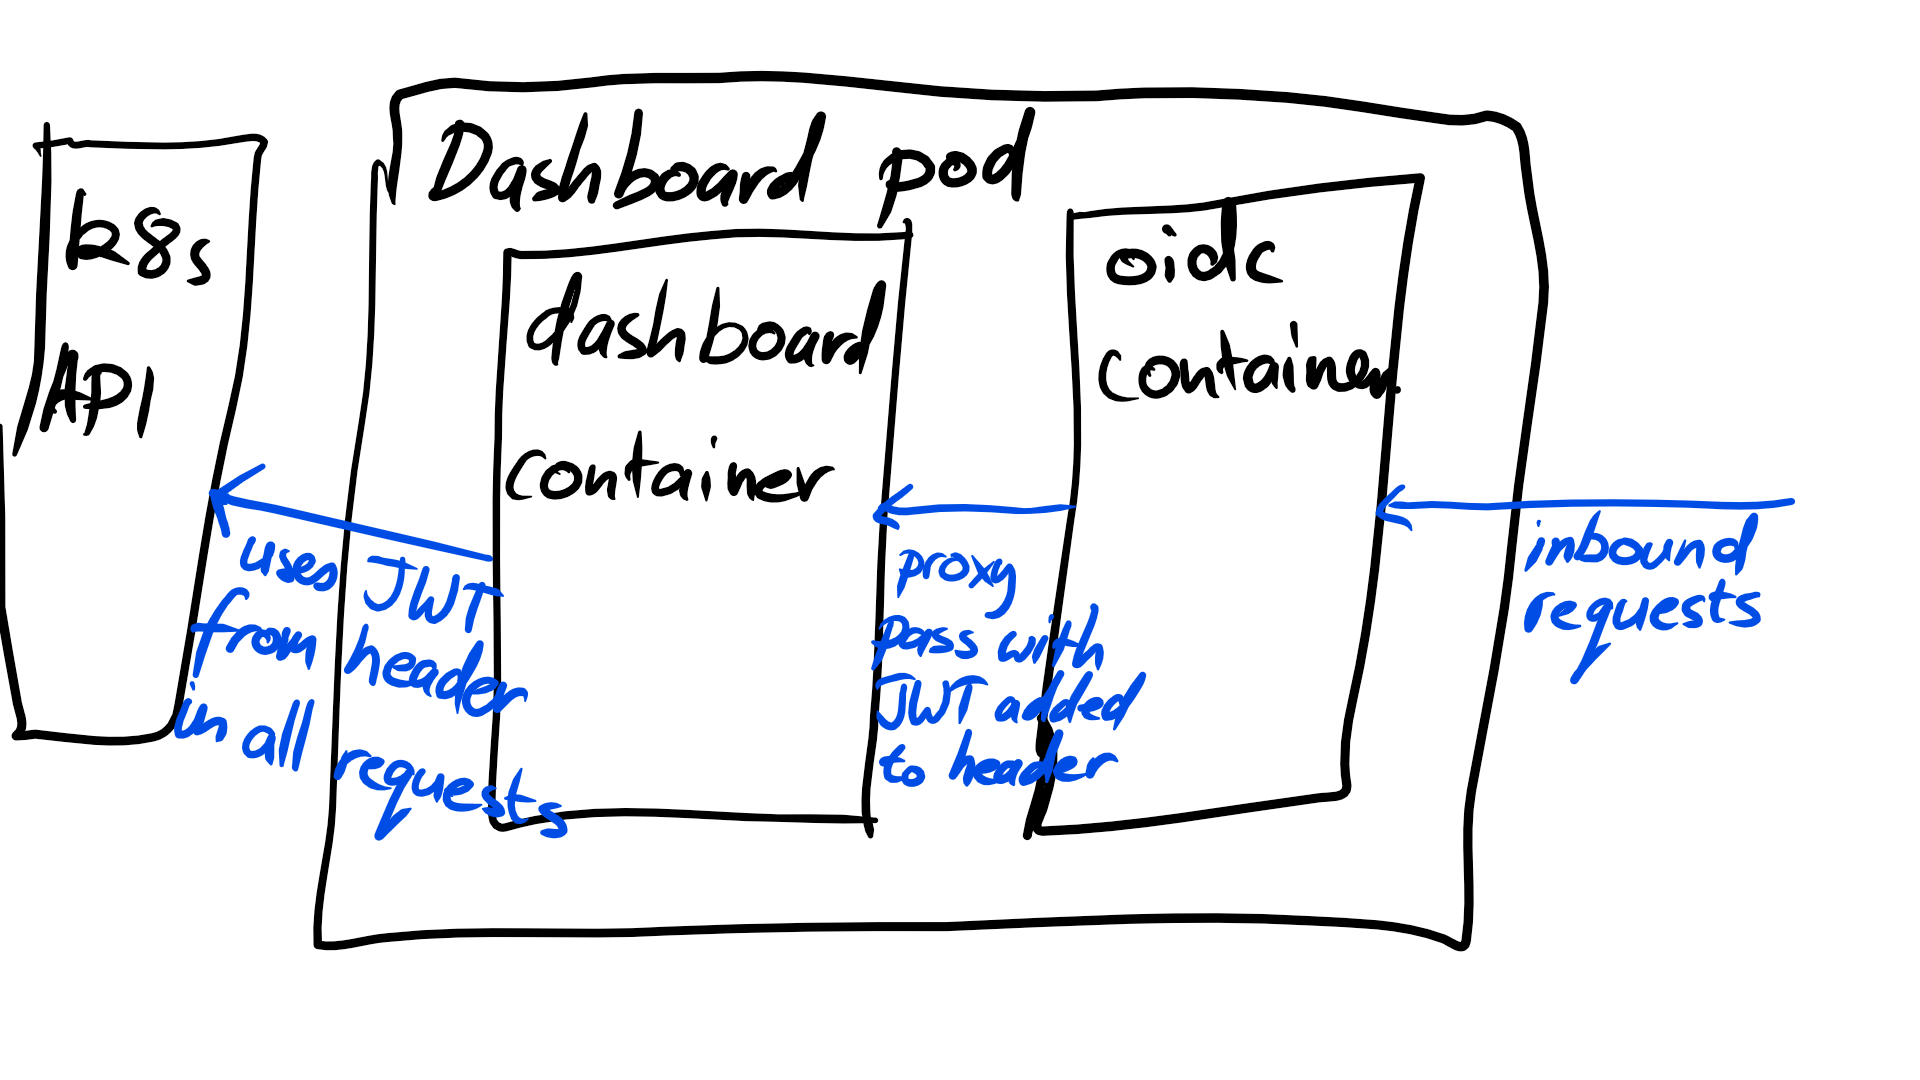 k8s
API
Dashboard pod
dashboard
container
oidc
container
uses JWT
from header
in all requests
proxy
pass with
JWT added
to header
inbound
requests